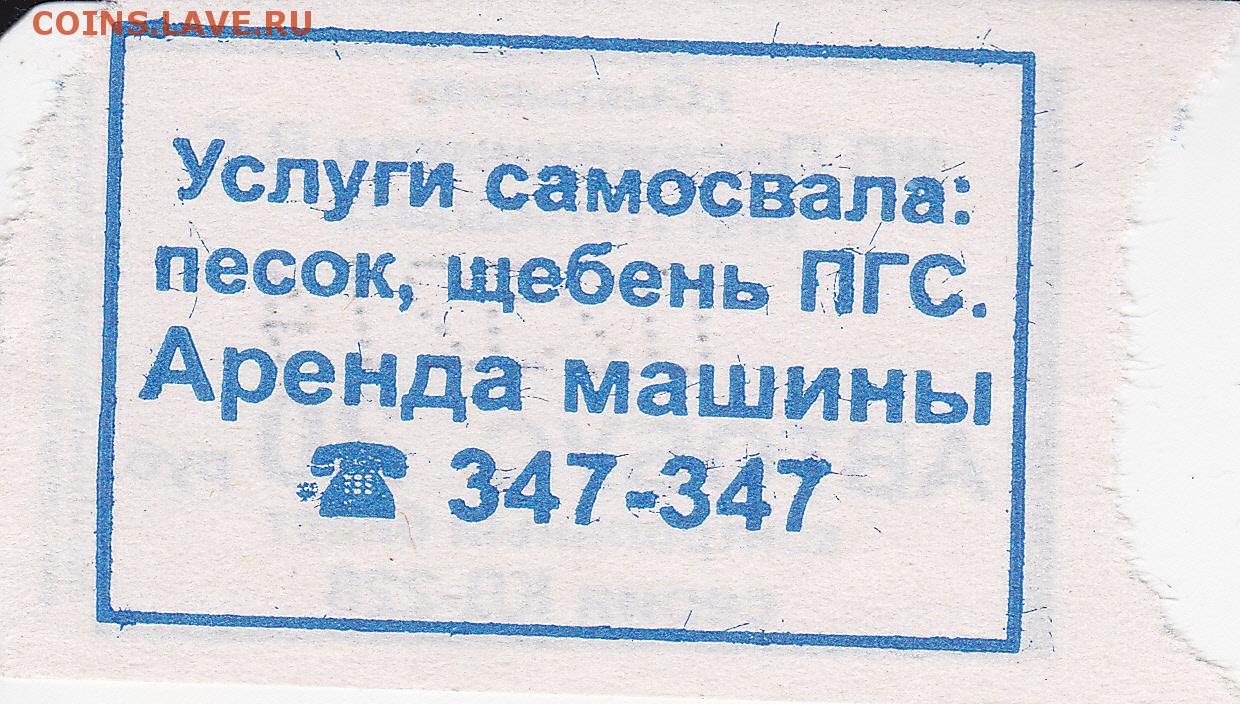 COINS.LAVE.RU
Услуги самосвала:
песок, щебень ПГС.
Аренда машины
☎ 347-347